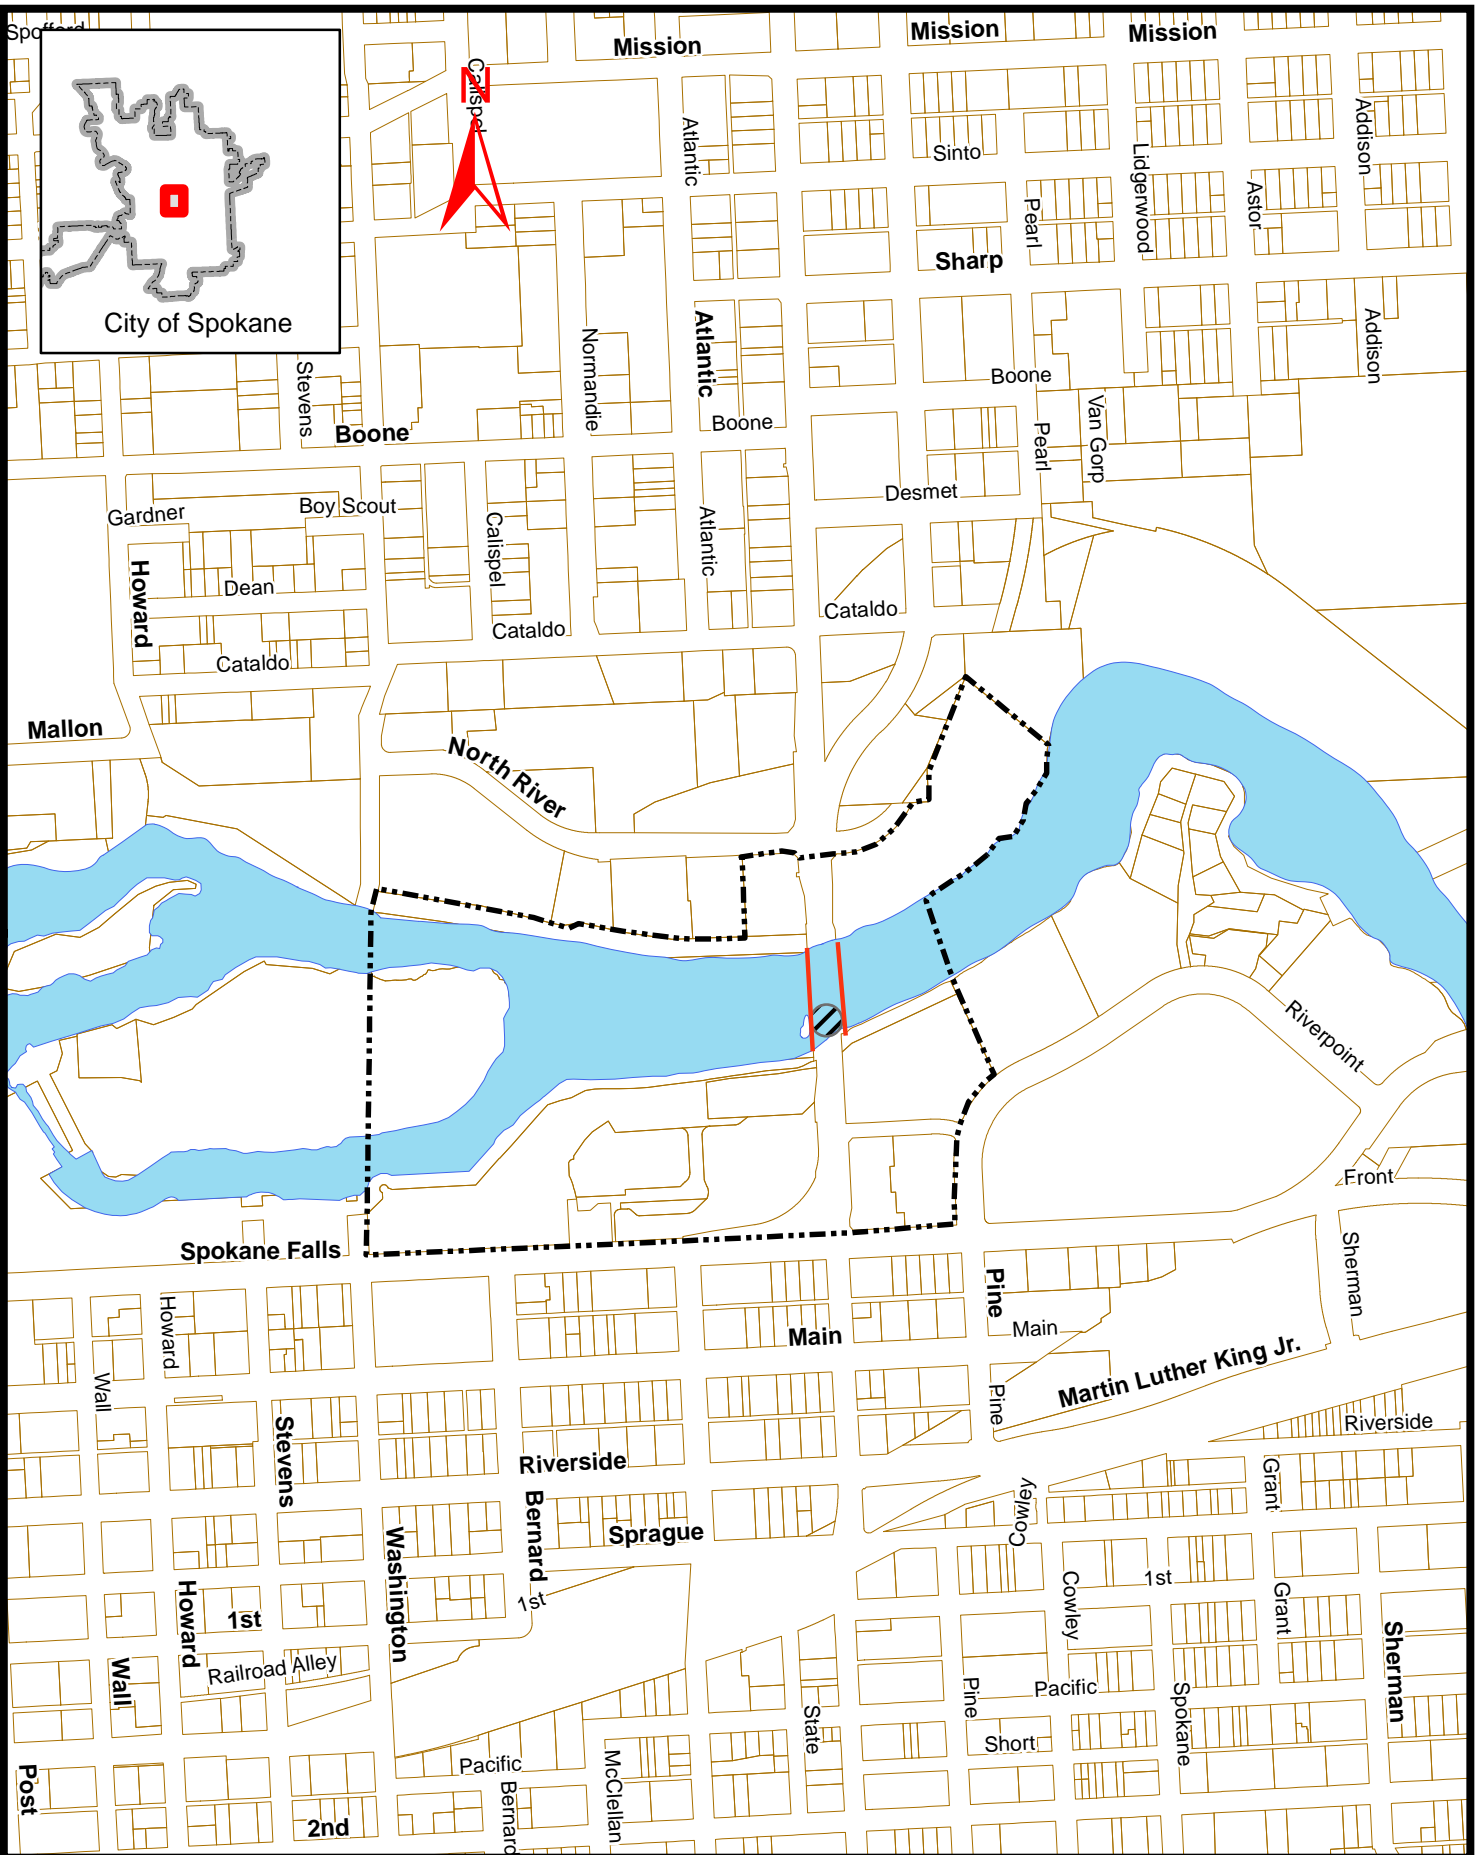 Spofford
Mission
Mission
Mission
Calispel
N
Atlantic
Sinto
Lidgerwood
Addison
Astor
Pearl
Sharp
City of Spokane
Stevens
Normandie
Atlantic
Addison
Boone
Boone
Boone
Pearl
Van Gorp
Desmet
Gardner
Boy Scout
Calispel
Atlantic
Howard
Dean
Cataldo
Cataldo
Cataldo
Mallon
North River
Riverpoint
Front
Spokane Falls
Sherman
Howard
Pine
Main
Main
Wall
Martin Luther King Jr.
Pine
Riverside
Stevens
Riverside
Grant
Cowley
Bernard
Sprague
Washington
1st
Cowley
1st
Grant
Howard
1st
Railroad Alley
Wall
Sherman
Pine
Pacific
Spokane
State
Short
Post
Pacific
Bernard
McClellan
2nd